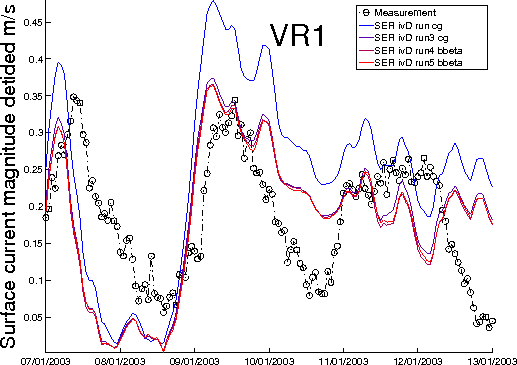 Surface current magnitude detided m/s
VR1
Measurement
SER ivD run cg
SER ivD run3 cg
SER ivD run4 bbeta
SER ivD run5 bbeta
0.45
0.4
0.35
0.3
0.25
0.2
0.15
0.1
0.05
07/01/2003 08/01/2003 09/01/2003 10/01/2003 11/01/2003 12/01/2003 13/01/2003